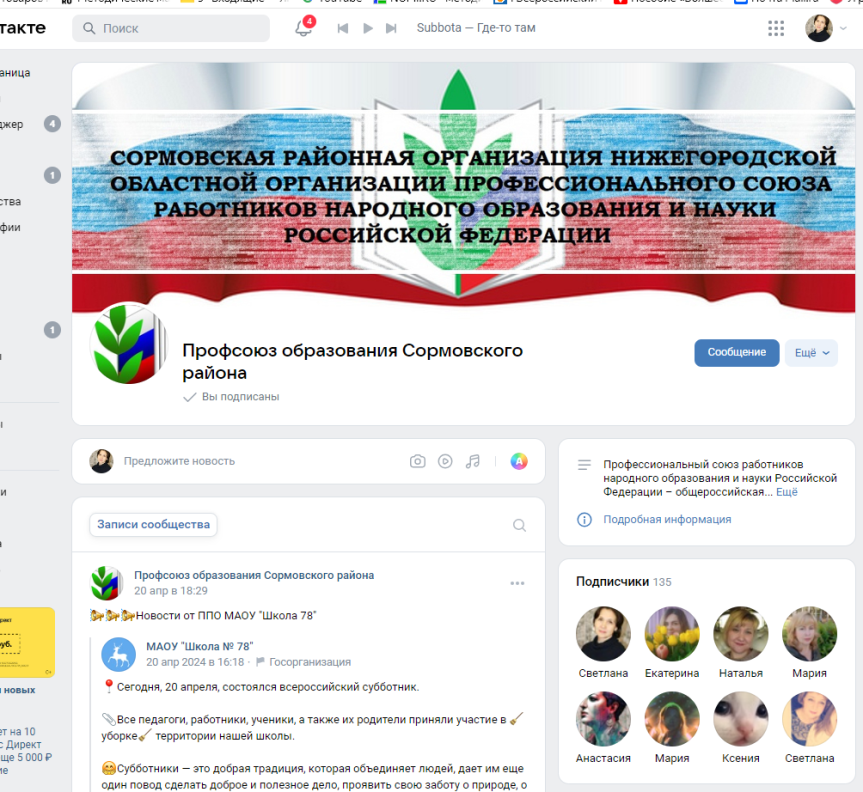 YouTube
Поиск
4
Subbota — Где-то там
4
1
1
СОРМОВСКАЯ РАЙОННАЯ ОРГАНИЗАЦИЯ НИЖЕГОРОДСКОЙ
ОБЛАСТНОЙ ОРГАНИЗАЦИИ ПРОФЕССИОНАЛЬНОГО СОЮЗА
РАБОТНИКОВ НАРОДНОГО ОБРАЗОВАНИЯ И НАУКИ
РОССИЙСКОЙ ФЕДЕРАЦИИ
Профсоюз образования Сормовского
района
Вы подписаны
Сообщение
Ещё
Предложите новость
Записи сообщества
Профсоюз образования Сормовского района
20 апр в 18:29
Новости от ППО МАОУ "Школа 78"
МАОУ "Школа № 78"
20 апр 2024 в 16:18 · Госорганизация
Сегодня, 20 апреля, состоялся всероссийский субботник.
Все педагоги, работники, ученики, а также их родители приняли участие в
уборке территории нашей школы.
Субботники — это добрая традиция, которая объединяет людей, дает им еще
один повод сделать доброе и полезное дело, проявить свою заботу о природе, о
Профессиональный союз работников
народного образования и науки Российской
Федерации – общероссийская... Ещё
Подробная информация
Подписчики 135
Светлана Екатерина Наталья Мария
Анастасия Мария Ксения Светлана
новых
ет на 10
с Директ
ще 5 000 ₽